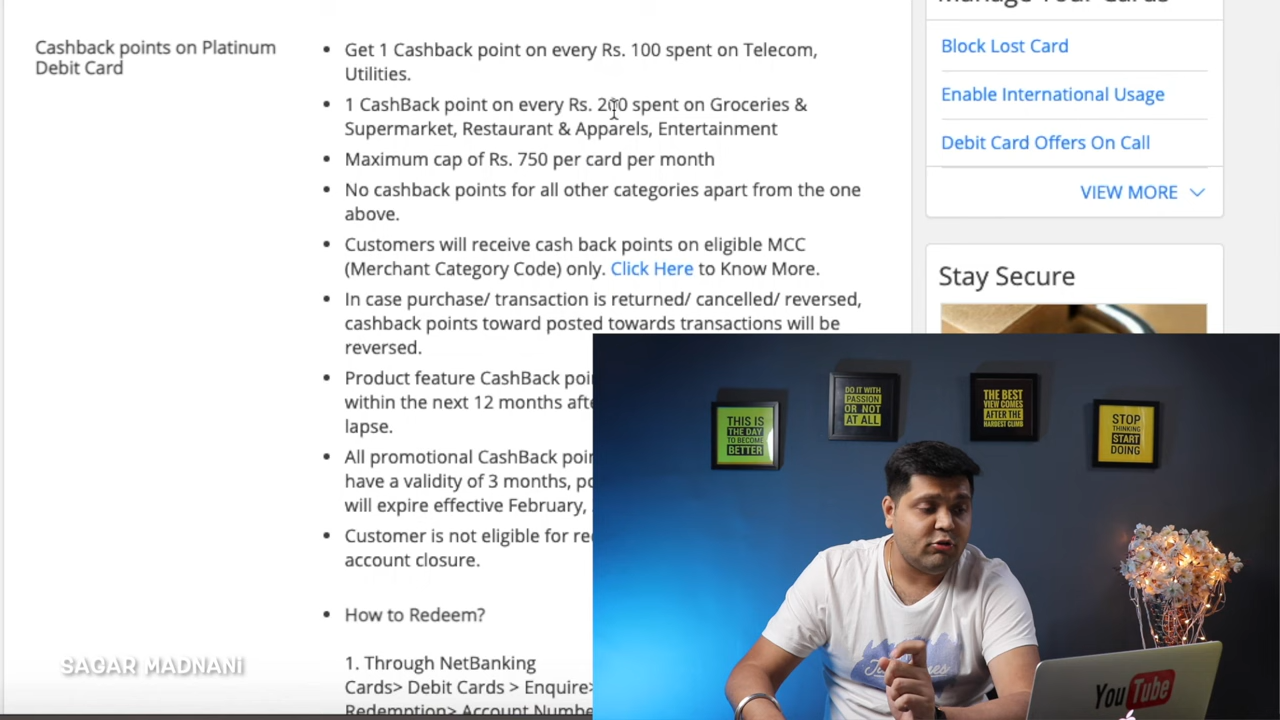 Manage Your Cards
Cashback points on Platinum
Debit Card
Get 1 Cashback point on every Rs. 100 spent on Telecom,
Utilities.
1 CashBack point on every Rs. 200 spent on Groceries &
Supermarket, Restaurant & Apparels, Entertainment
Maximum cap of Rs. 750 per card per month
No cashback points for all other categories apart from the one
above.
Customers will receive cash back points on eligible MCC
(Merchant Category Code) only. Click Here to Know More.
In case purchase/ transaction is returned/ cancelled/ reversed,
cashback points toward posted towards transactions will be
reversed.
Product feature CashBack poi
within the next 12 months afte
lapse.
All promotional CashBack poin
have a validity of 3 months, po
will expire effective February,
Customer is not eligible for re
account closure.
How to Redeem?
1. Through NetBanking
Cards> Debit Cards > Enquire>
Redemption> Account Numbe
Block Lost Card
Enable International Usage
Debit Card Offers On Call
VIEW MORE
Stay Secure
THIS IS
THE DAY
TO BECOME
BETTER
DO IT WITH
PASSION
OR NOT
AT ALL
THE BEST
VIEW COMES
AFTER THE
HARDEST CLIMB
STOP
THINKING
START
DOING
YouTube
SAGAR MADNANI